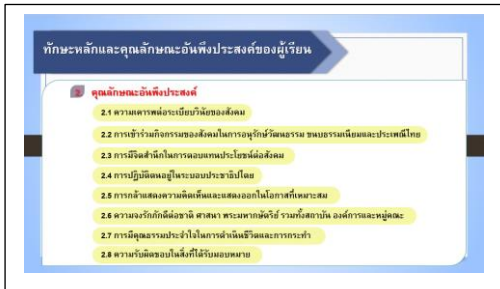 ทักษะหลักและคุณลักษณะอันพึงประสงค์ของผู้เรียน
2 คุณลักษณะอันพึงประสงค์
2.1 ความเคารพต่อระเบียบวินัยของสังคม
2.2 การเข้าร่วมกิจกรรมของสังคมในการอนุรักษ์วัฒนธรรม ขนบธรรมเนียมและประเพณีไทย
2.3 การมีจิตสำนึกในการตอบแทนประโยชน์ต่อสังคม
2.4 การปฏิบัติตนอยู่ในระบอบประชาธิปไตย
2.5 การกล้าแสดงความคิดเห็นและแสดงออกในโอกาสที่เหมาะสม
2.6 ความจงรักภักดีต่อชาติ ศาสนา พระมหากษัตริย์ รวมทั้งสถาบัน องค์การและหมู่คณะ
2.7 การมีคุณธรรมประจำใจในการดำเนินชีวิตและการกระทำ
2.8 ความรับผิดชอบในสิ่งที่ได้รับมอบหมาย